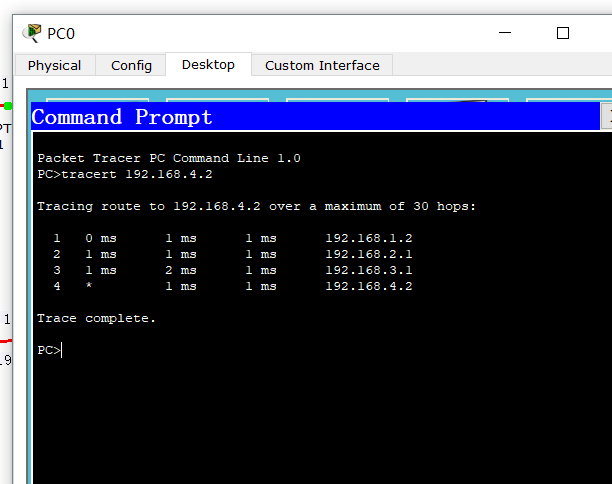 PC0
Physical Config Desktop Custom Interface
1
Command Prompt
PT
1
Packet Tracer PC Command Line 1.0
PC>tracert 192.168.4.2
Tracing route to 192.168.4.2 over a maximum of 30 hops:
1 0 ms 1 ms 1 ms 192.168.1.2
2 1 ms 1 ms 1 ms 192.168.2.1
3 1 ms 2 ms 1 ms 192.168.3.1
4 * 1 ms 1 ms 192.168.4.2
Trace complete.
1
PC>
19